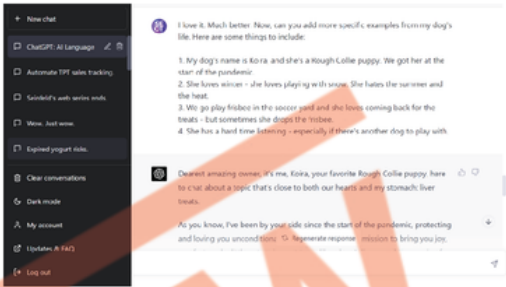 New chat
ChatGPT: AI Language
Automate TPT sales tracking.
Seinfeld's web series ends
Wow. Just wow.
Expired yogurt risks.
Clear conversations
Dark mode
My account
Updates & FAQ
Log out
I love it. Much better. Now, can you add more specific examples from my dog's
life. Here are some things to include:
1. My dog's name is Koira, and she's a Rough Collie puppy. We got her at the
start of the pandemic
2. She loves winter - she loves playing with snow. She hates the summer and
the heat.
3. We go play frisbee in the soccer yard and she loves coming back for the
treats - but sometimes she drops the frisbee.
4. She has a hard time listening - especially if there's another dog to play with
Dearest amazing owner, it's me, Koira, your favorite Rough Collie puppy, here
to chat about a topic that's close to both our hearts and my stomach: liver
treats.
As you know, I've been by your side since the start of the pandemic, protecting
and loving you unconditiona
Regenerate response
mission to bring you joy,